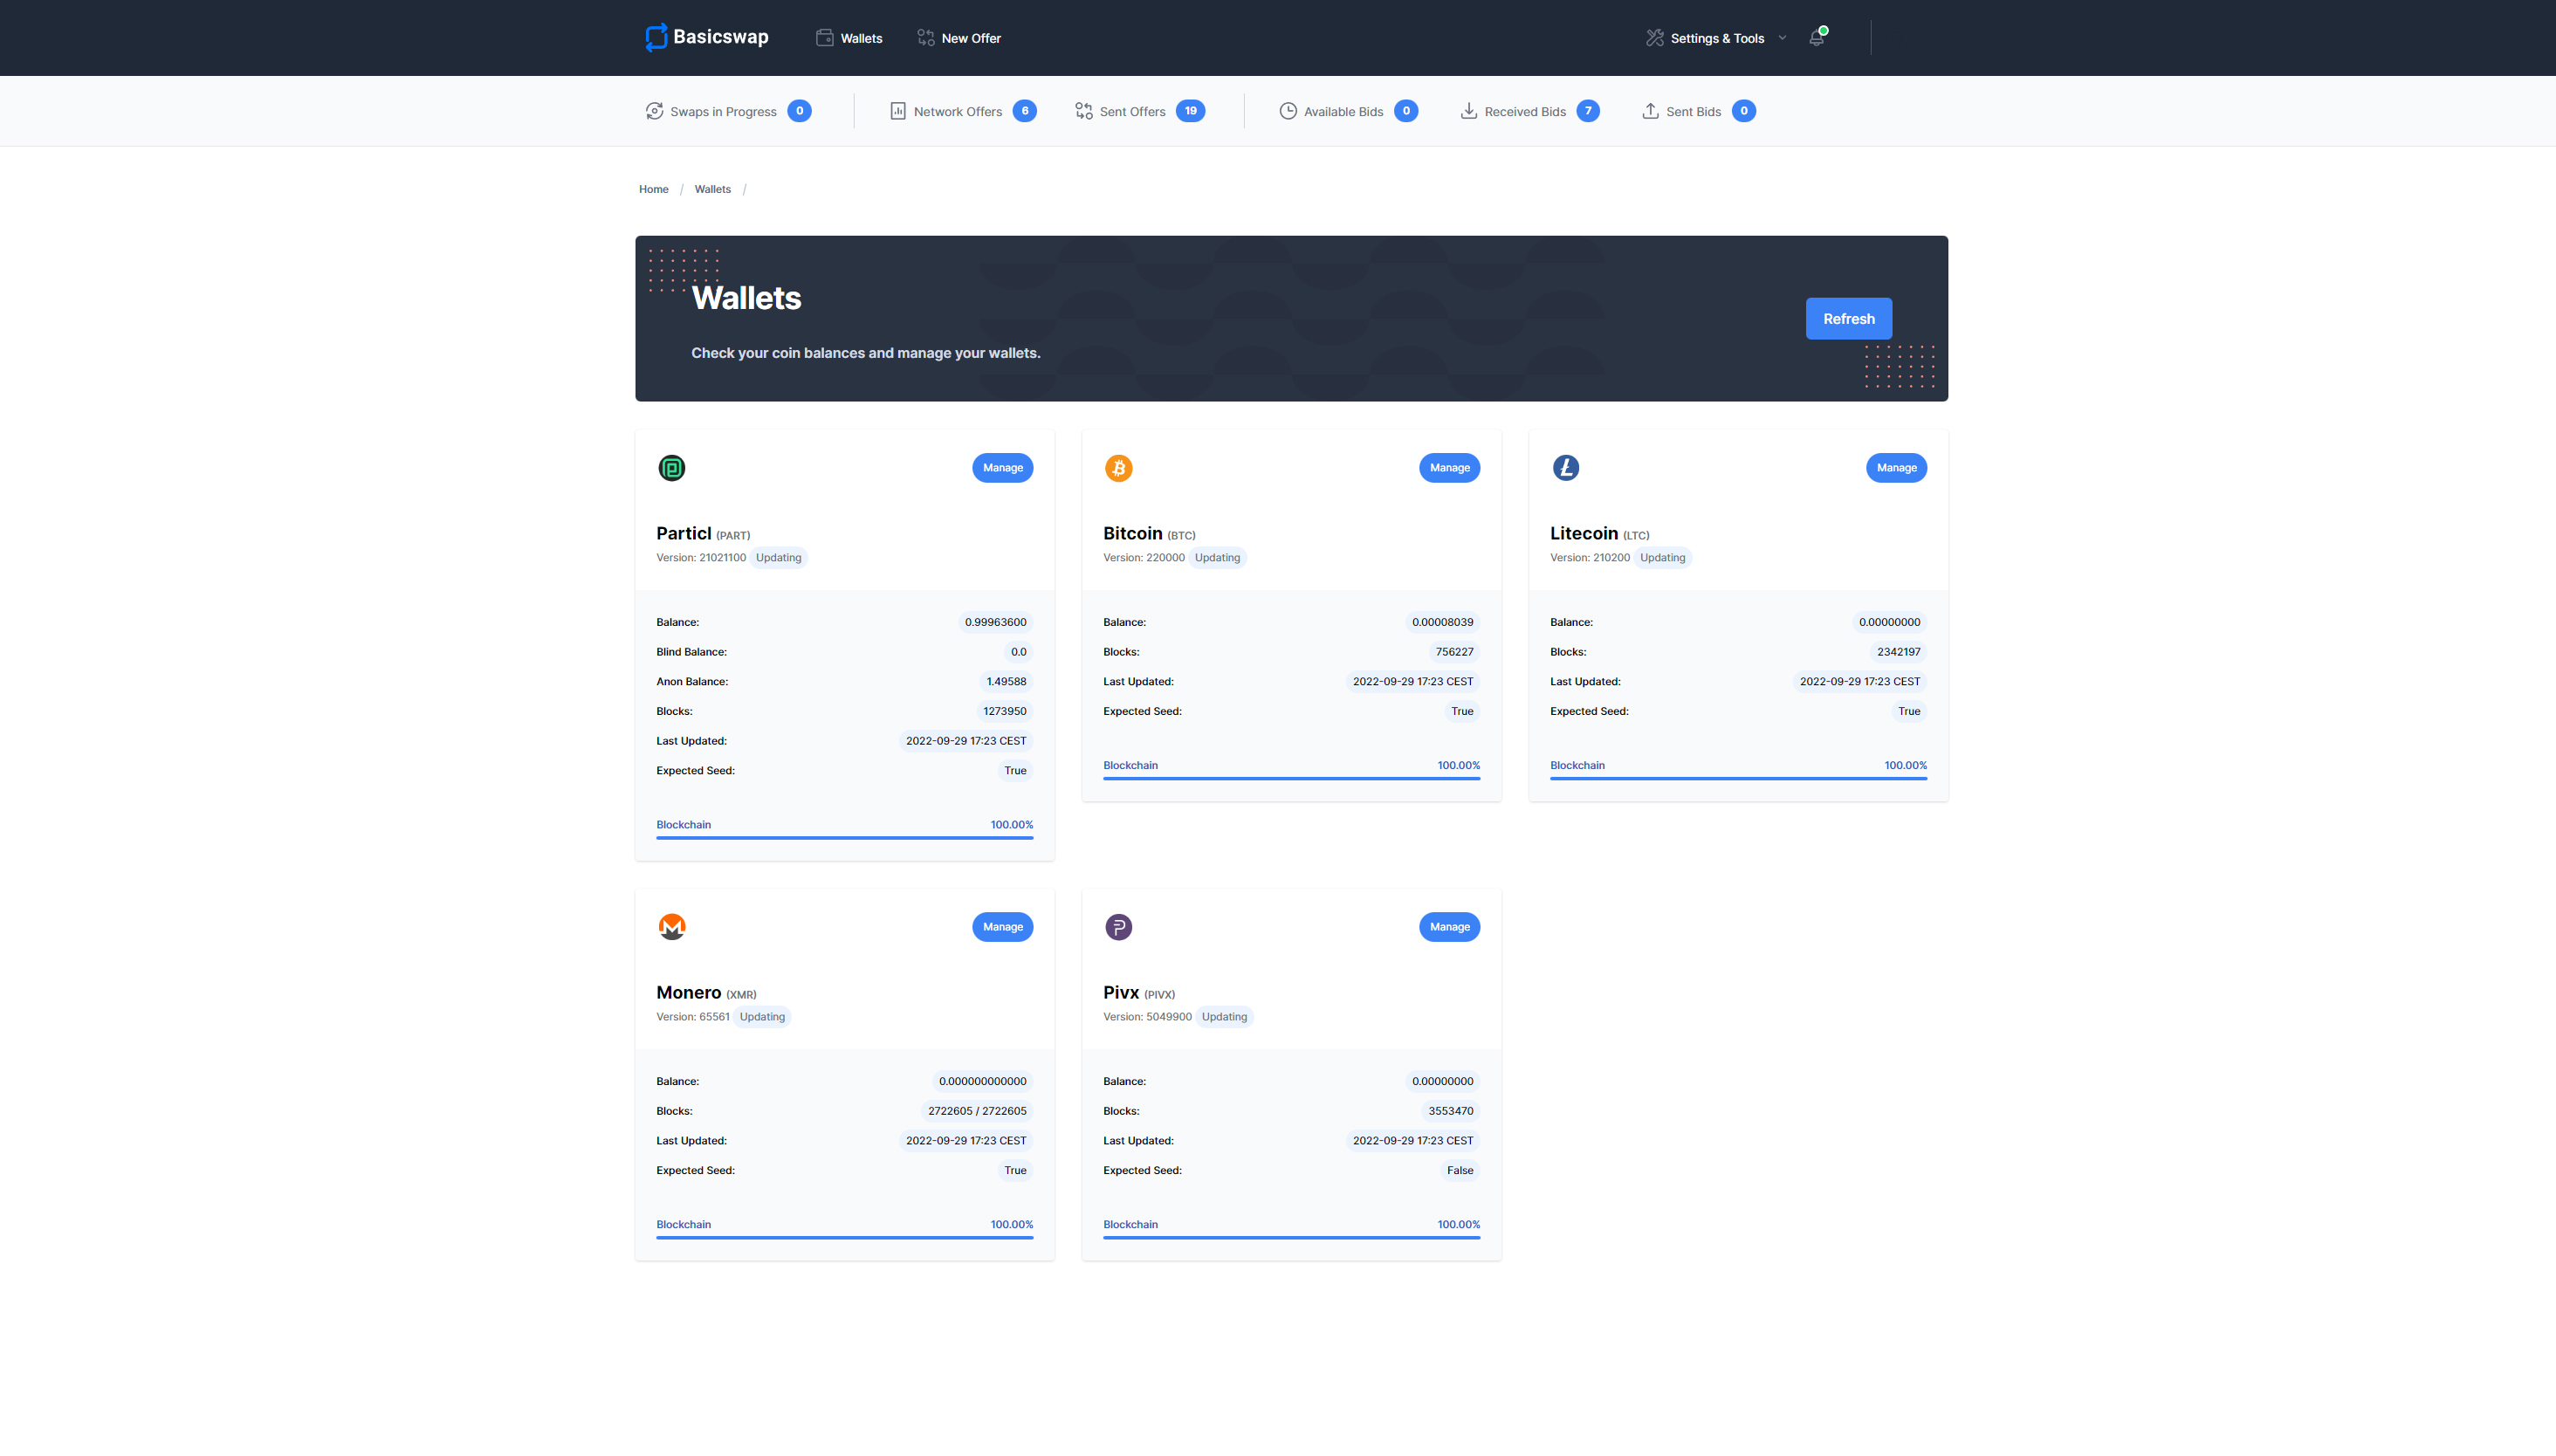 Basicswap Wallets New Offer Settings & Tools
Swaps in Progress 0 Network Offers 6 Sent Offers 19 Available Bids 0 Received Bids 7 Sent Bids 0
Home / Wallets /
Wallets
Check your coin balances and manage your wallets.
Refresh
Manage
Particl (PART)
Version: 21021100 Updating
Balance: 0.99963600
Blind Balance: 0.0
Anon Balance: 1.49588
Blocks: 1273950
Last Updated: 2022-09-29 17:23 CEST
Expected Seed: True
Blockchain 100.00%
Manage
Bitcoin (BTC)
Version: 220000 Updating
Balance: 0.00008039
Blocks: 756227
Last Updated: 2022-09-29 17:23 CEST
Expected Seed: True
Blockchain 100.00%
Manage
Litecoin (LTC)
Version: 210200 Updating
Balance: 0.00000000
Blocks: 2342197
Last Updated: 2022-09-29 17:23 CEST
Expected Seed: True
Blockchain 100.00%
Manage
Monero (XMR)
Version: 65561 Updating
Balance: 0.000000000000
Blocks: 2722605 / 2722605
Last Updated: 2022-09-29 17:23 CEST
Expected Seed: True
Blockchain 100.00%
Manage
Pivx (PIVX)
Version: 5049900 Updating
Balance: 0.00000000
Blocks: 3553470
Last Updated: 2022-09-29 17:23 CEST
Expected Seed: False
Blockchain 100.00%